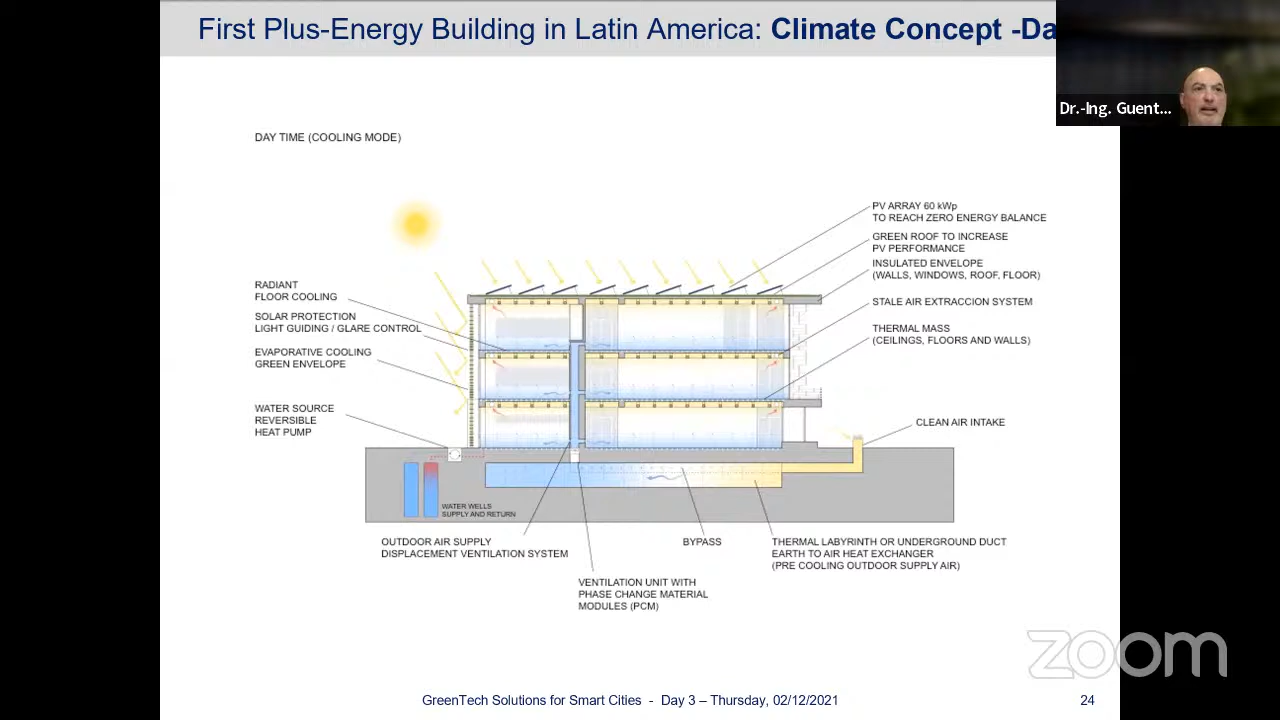 First Plus-Energy Building in Latin America: Climate Concept -Da
Dr.-Ing. Guent...
DAY TIME (COOLING MODE)
PV ARRAY 60 kWp
TO REACH ZERO ENERGY BALANCE
GREEN ROOF TO INCREASE
PV PERFORMANCE
INSULATED ENVELOPE
(WALLS, WINDOWS, ROOF, FLOOR)
STALE AIR EXTRACCION SYSTEM
THERMAL MASS
(CEILINGS, FLOORS AND WALLS)
RADIANT
FLOOR COOLING
SOLAR PROTECTION
LIGHT GUIDING / GLARE CONTROL
EVAPORATIVE COOLING
GREEN ENVELOPE
WATER SOURCE
REVERSIBLE
HEAT PUMP
CLEAN AIR INTAKE
WATER WELLS
SUPPLY AND RETURN
OUTDOOR AIR SUPPLY
DISPLACEMENT VENTILATION SYSTEM
BYPASS
THERMAL LABYRINTH OR UNDERGROUND DUCT
EARTH TO AIR HEAT EXCHANGER
(PRE COOLING OUTDOOR SUPPLY AIR)
VENTILATION UNIT WITH
PHASE CHANGE MATERIAL
MODULES (PCM)
zoom
GreenTech Solutions for Smart Cities - Day 3 – Thursday, 02/12/2021
24